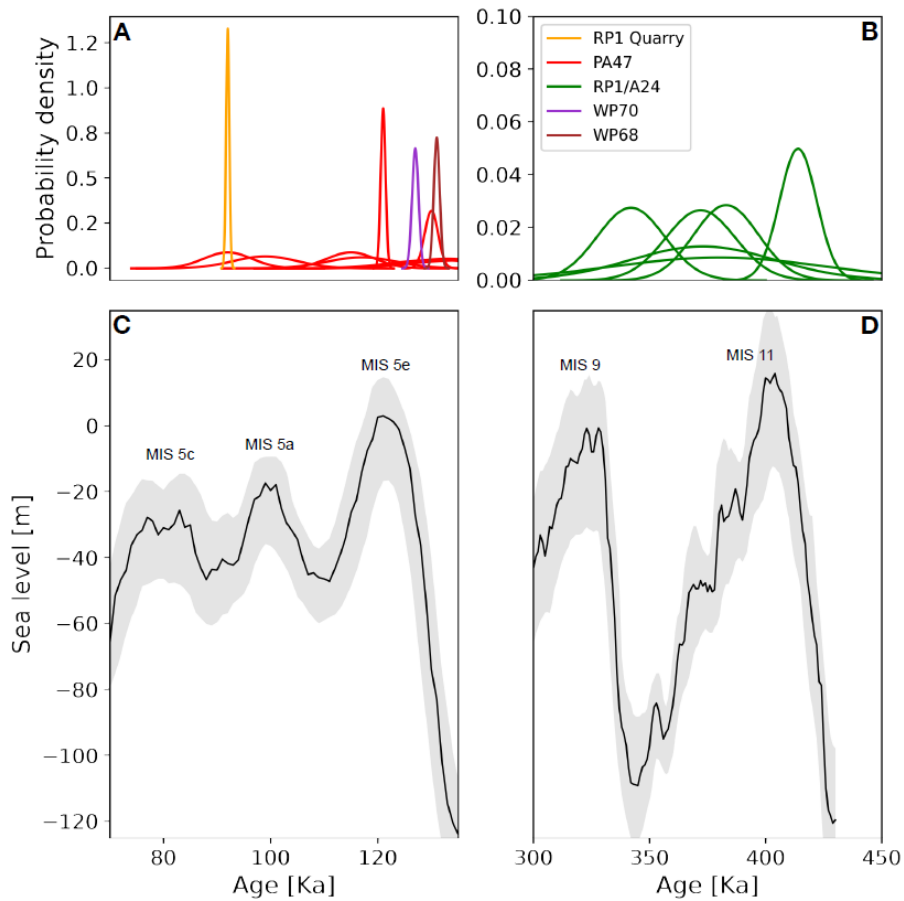 A
B
Probability density
1.2
1.0
0.8
0.5
0.2
0.0
0.10
0.08
0.06
0.04
0.02
0.00
RP1 Quarry
PA47
RP1/A24
WP70
WP68
C
D
Sea level [m]
20
0
−20
−40
−60
−80
−100
−120
MIS 5c
MIS 5a
MIS 5e
MIS 9
MIS 11
80
100
120
Age [Ka]
300
350
400
450
Age [Ka]